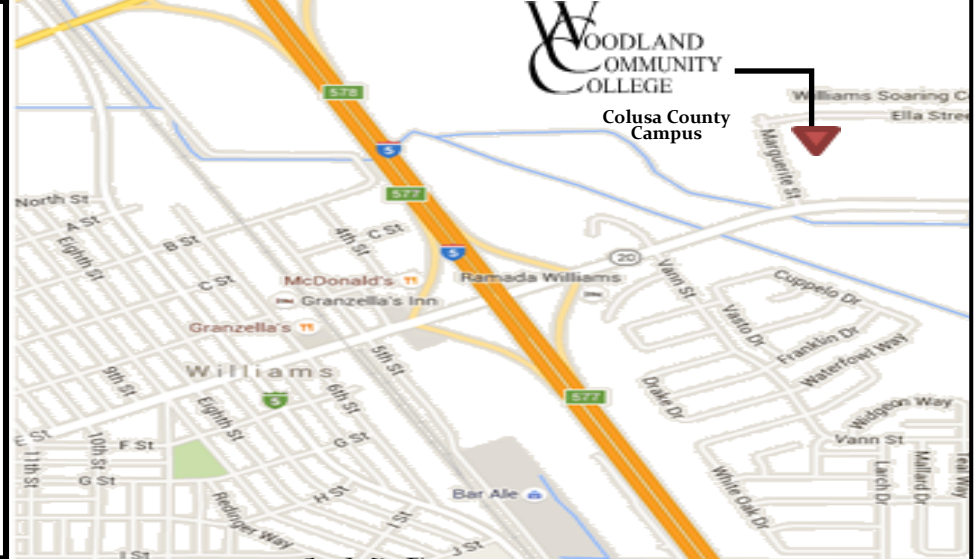 WOODLAND
COMMUNITY
COLLEGE
Colusa County
Campus
578
Williams Soaring C
Ella Stree
Marguerite St
5
577
North St
A St
Eighth St
B St
4th St
C St
C St
5
20
McDonald's
Ramada Williams
Granzella's Inn
Granzella's
Vann St
Cuppelo Dr
Vasto Dr
Franklin Dr
Waterfowl Way
5th St
Williams
9th St
5
6th St
Eighth St
577
Drake Dr
Widgeon Way
E St
10th St
F St
G St
Vann St
11th St
G St
Larch Dr
Mallard Dr
Teal Way
White Oak Dr
H St
Bar Ale
Redinger Way
I St
J St
I St